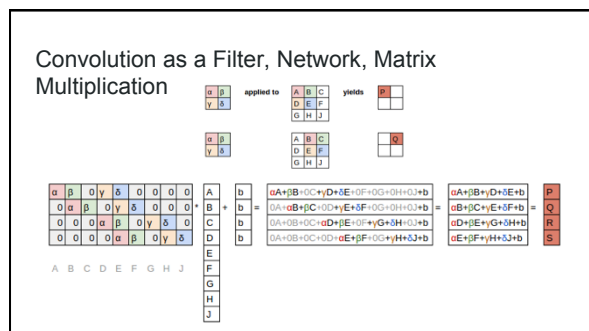 Convolution as a Filter, Network, Matrix
Multiplication
α β applied to A B C yields P
γ δ D E F
G H J
α β A B C Q
γ δ D E F
G H J
α β 0 γ δ 0 0 0 0 A b αA+βB+0C+γD+δE+0F+0G+0H+0J+b αA+βB+γD+δE+b P
0 α β 0 γ δ 0 0 0 * B + b = 0A+αB+βC+0D+γE+δF+0G+0H+0J+b = αB+βC+γE+δF+b = Q
0 0 0 α β 0 γ δ 0 C b 0A+0B+0C+αD+βE+0F+γG+δH+0J+b αD+βE+γG+δH+b R
0 0 0 0 α β 0 γ δ D b 0A+0B+0C+0D+αE+βF+0G+γH+δJ+b αE+βF+γH+δJ+b S
E
A B C D E F G H J F
G
H
J